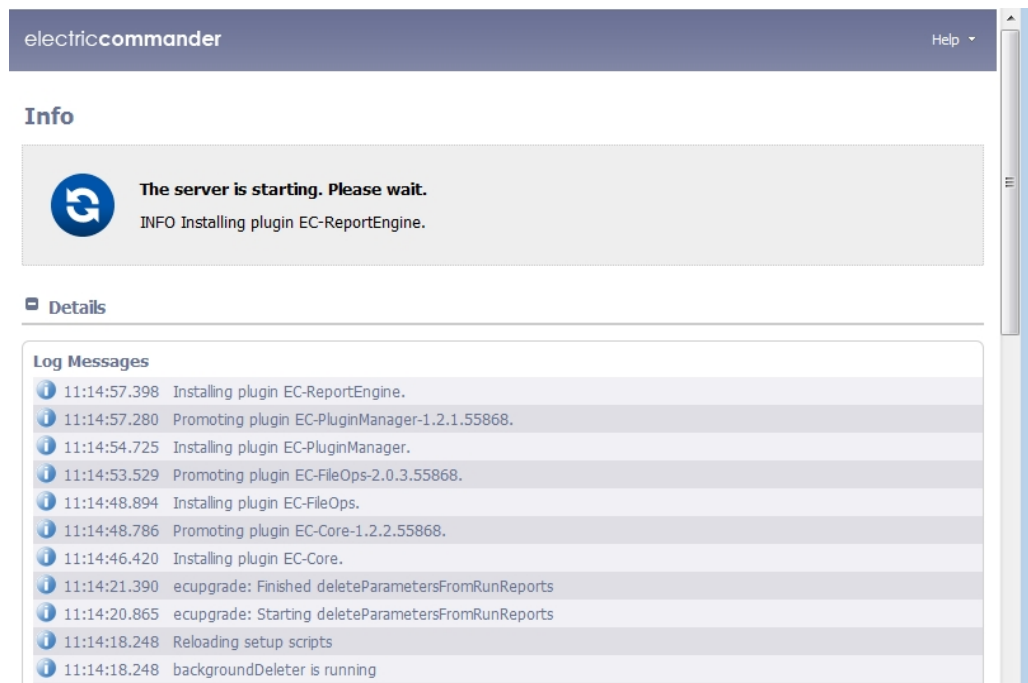 electriccommander
Help
Info
The server is starting. Please wait.
INFO Installing plugin EC-ReportEngine.
Details
Log Messages
11:14:57.398 Installing plugin EC-ReportEngine.
11:14:57.280 Promoting plugin EC-PluginManager-1.2.1.55868.
11:14:54.725 Installing plugin EC-PluginManager.
11:14:53.529 Promoting plugin EC-FileOps-2.0.3.55868.
11:14:48.894 Installing plugin EC-FileOps.
11:14:48.786 Promoting plugin EC-Core-1.2.2.55868.
11:14:46.420 Installing plugin EC-Core.
11:14:21.390 ecupgrade: Finished deleteParametersFromRunReports
11:14:20.865 ecupgrade: Starting deleteParametersFromRunReports
11:14:18.248 Reloading setup scripts
11:14:18.248 backgroundDeleter is running